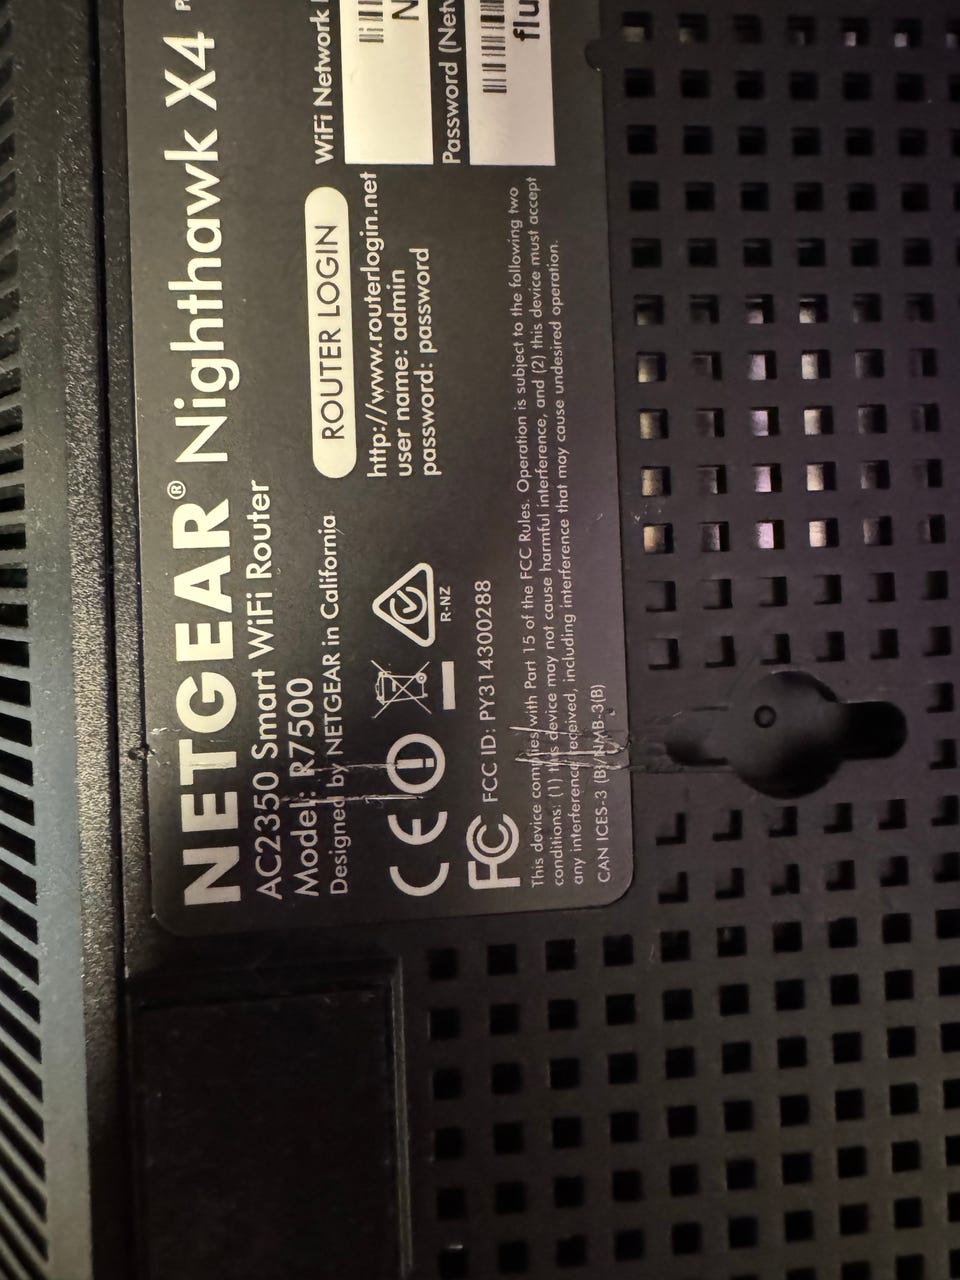 NETGEAR® Nighthawk X4
AC2350 Smart WiFi Router
Model: R7500
Designed by NETGEAR in California
R-NZ
FC FCC ID: PY314300288
ROUTER LOGIN
http://www.routerlogin.net
user name: admin
password: password
WiFi Network
N
Password (Netw
flu
This device complies with Part 15 of the FCC Rules. Operation is subject to the following two
conditions: (1) this device may not cause harmful interference, and (2) this device must accept
any interference received, including interference that may cause undesired operation.
CAN ICES-3 (B)/NMB-3(B)